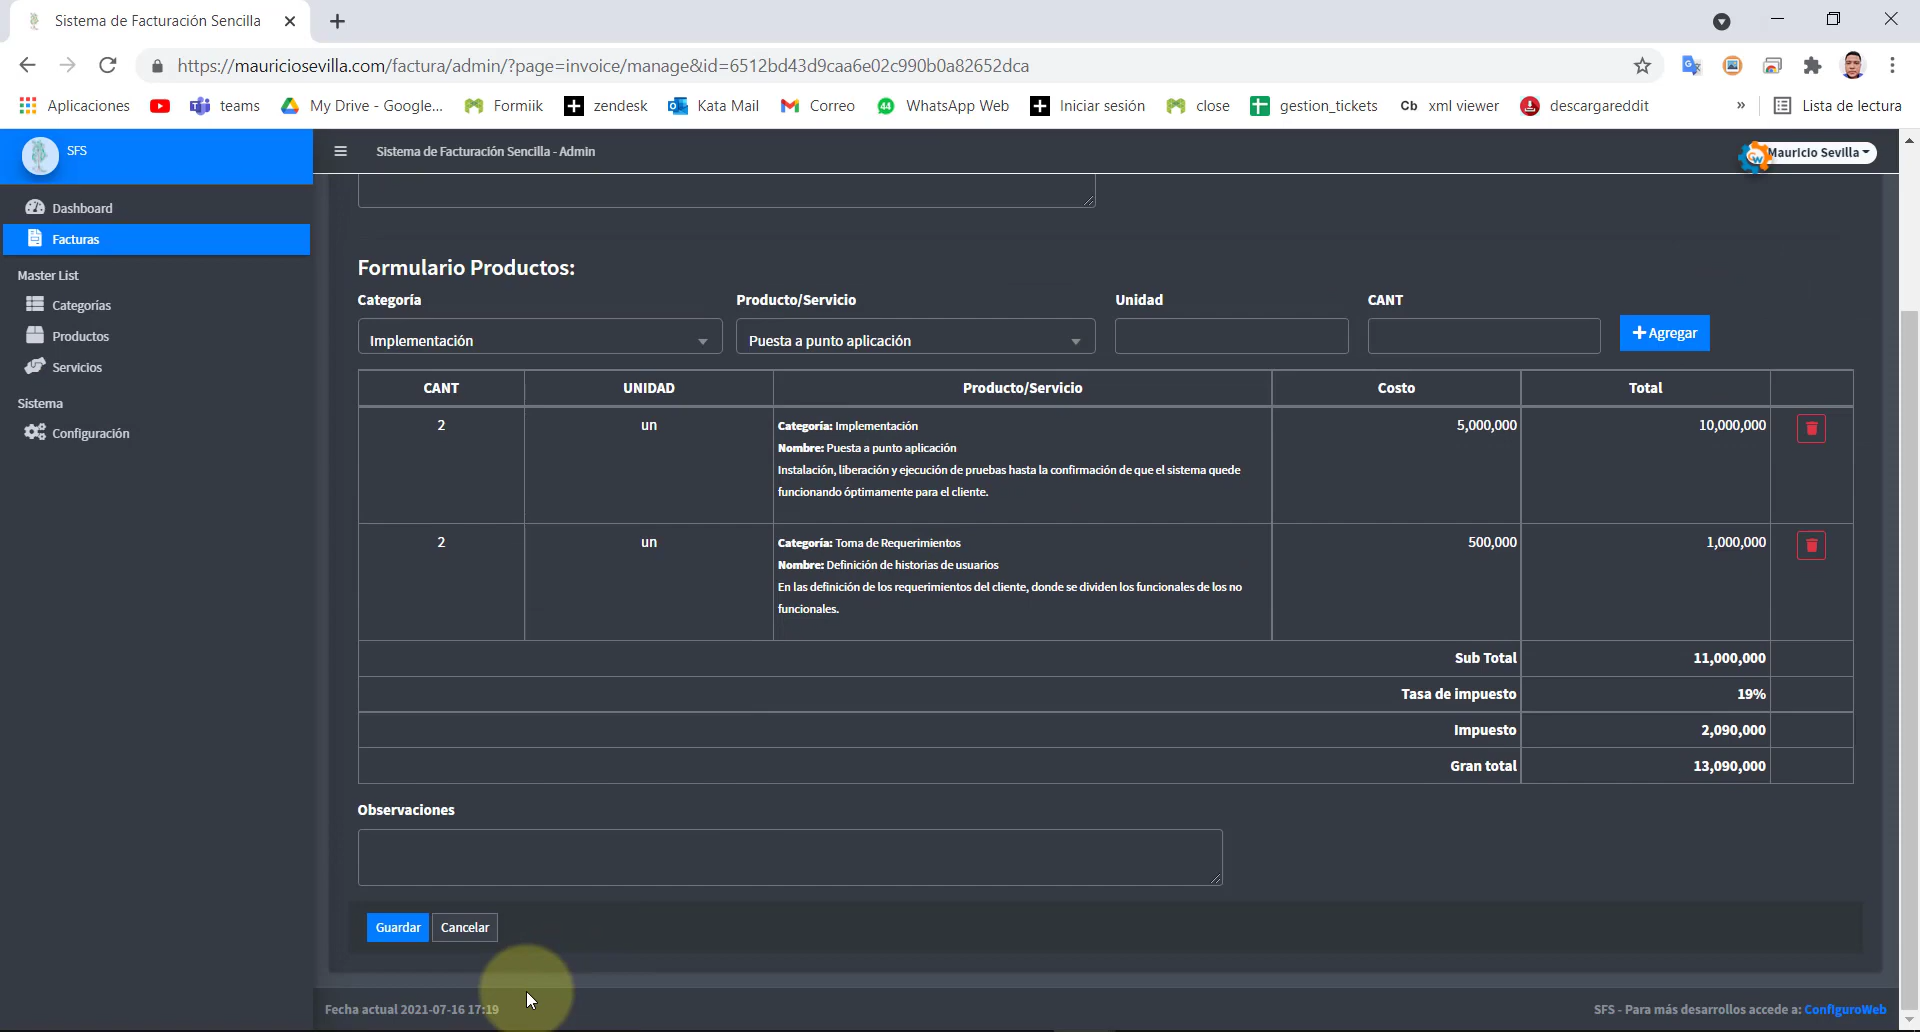 Sistema de Facturación Sencilla
https://mauriciosevilla.com/factura/admin/?page=invoice/manage&id=6512bd43d9caa6e02c990b0a82652dca
Aplicaciones teams My Drive - Google... Formiik zendesk Kata Mail Correo 44 WhatsApp Web Iniciar sesión close gestion_tickets Cb xml viewer descargareddit » Lista de lectura
SFS
Sistema de Facturación Sencilla - Admin
Mauricio Sevilla
Dashboard
Facturas
Master List
Categorías
Productos
Servicios
Sistema
Configuración
Formulario Productos:
Categoría Producto/Servicio Unidad CANT
Implementación Puesta a punto aplicación Agregar
CANT UNIDAD Producto/Servicio Costo Total
2 un Categoría: Implementación 5,000,000 10,000,000
Nombre: Puesta a punto aplicación
Instalación, liberación y ejecución de pruebas hasta la confirmación de que el sistema quede
funcionando óptimamente para el cliente.
2 un Categoría: Toma de Requerimientos 500,000 1,000,000
Nombre: Definición de historias de usuarios
En las definición de los requerimientos del cliente, donde se dividen los funcionales de los no
funcionales.
Sub Total 11,000,000
Tasa de impuesto 19%
Impuesto 2,090,000
Gran total 13,090,000
Observaciones
Guardar Cancelar
Fecha actual 2021-07-16 17:19
SFS - Para más desarrollos accede a: ConfiguroWeb